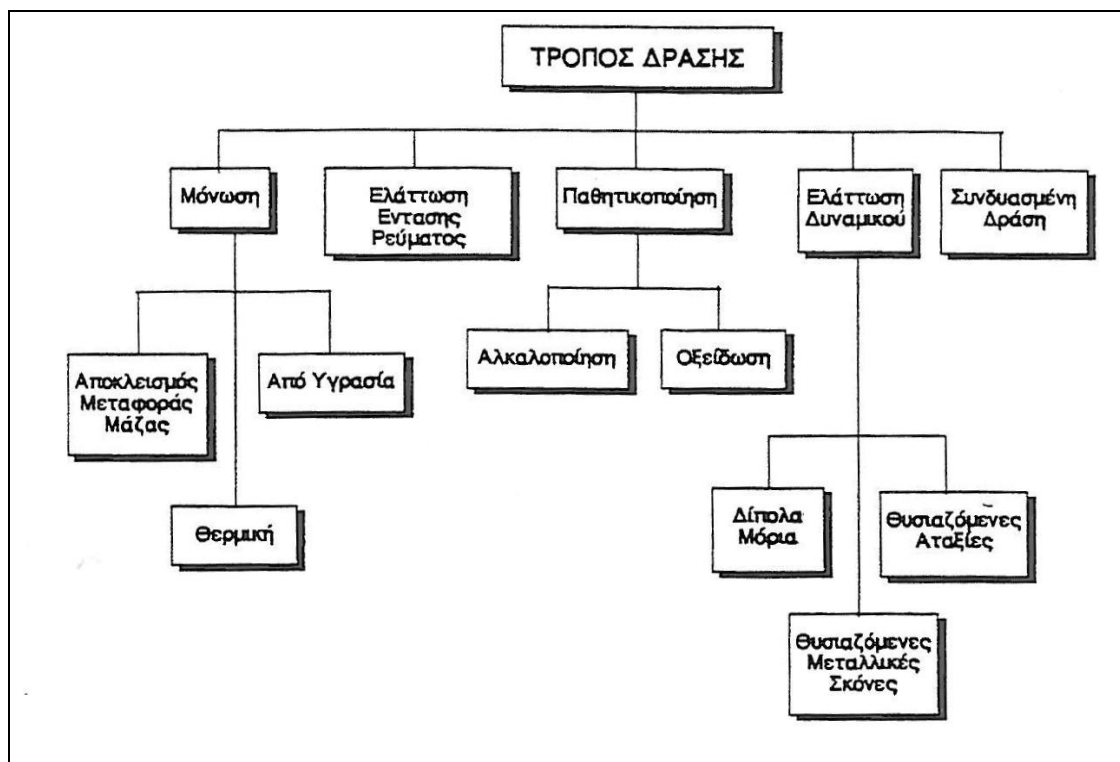 ΤΡΟΠΟΣ ΔΡΑΣΗΣ
Μόνωση
Ελάττωση
Εντασης
Ρεύματος
Παθητικοποίηση
Ελάττωση
Δυναμικού
Συνδυασμένη
Δράση
Αποκλεισμός
Μεταφοράς
Μάζας
Από Υγρασία
Θερμική
Αλκαλοποίηση
Οξείδωση
Δίπολα
Μόρια
Θυσιαζόμενες
Αταξίες
Θυσιαζόμενες
Μεταλλικές
Σκόνες